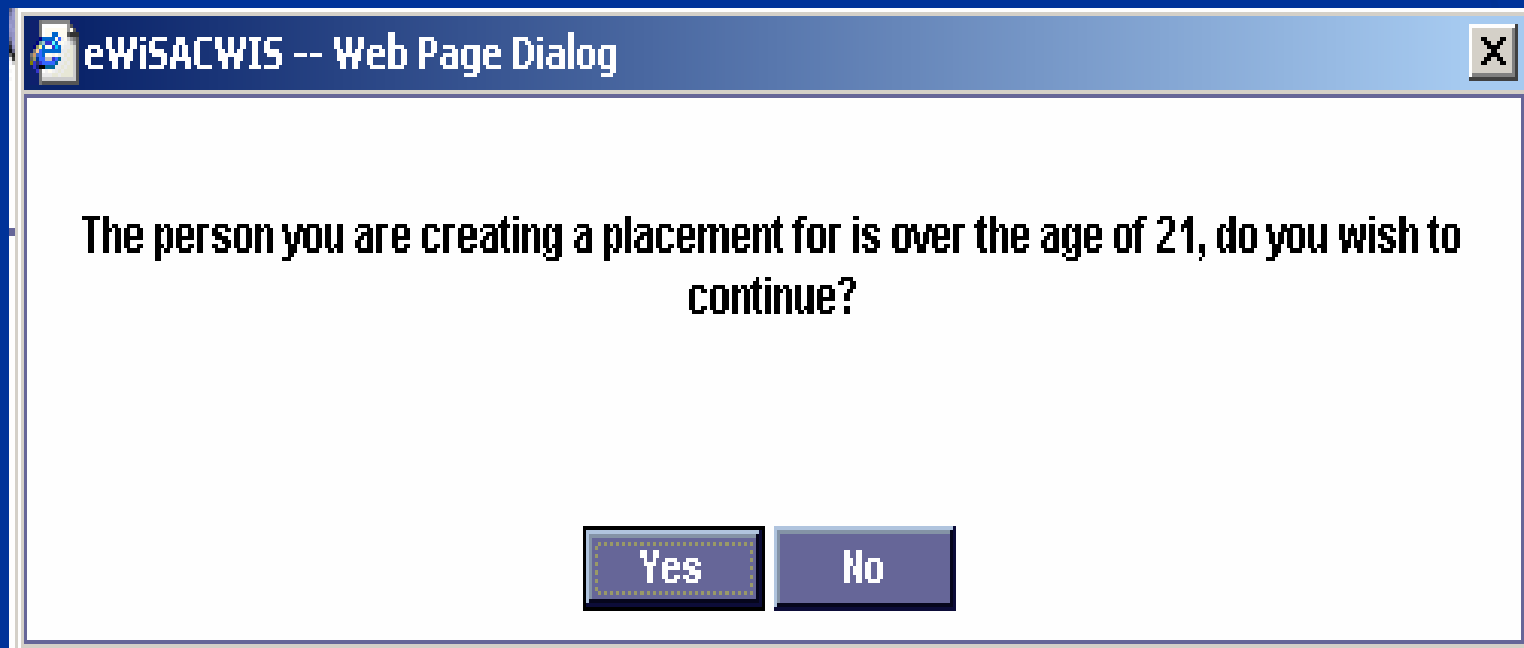 eWiSACWIS -- Web Page Dialog
X
The person you are creating a placement for is over the age of 21, do you wish to
continue?
Yes No